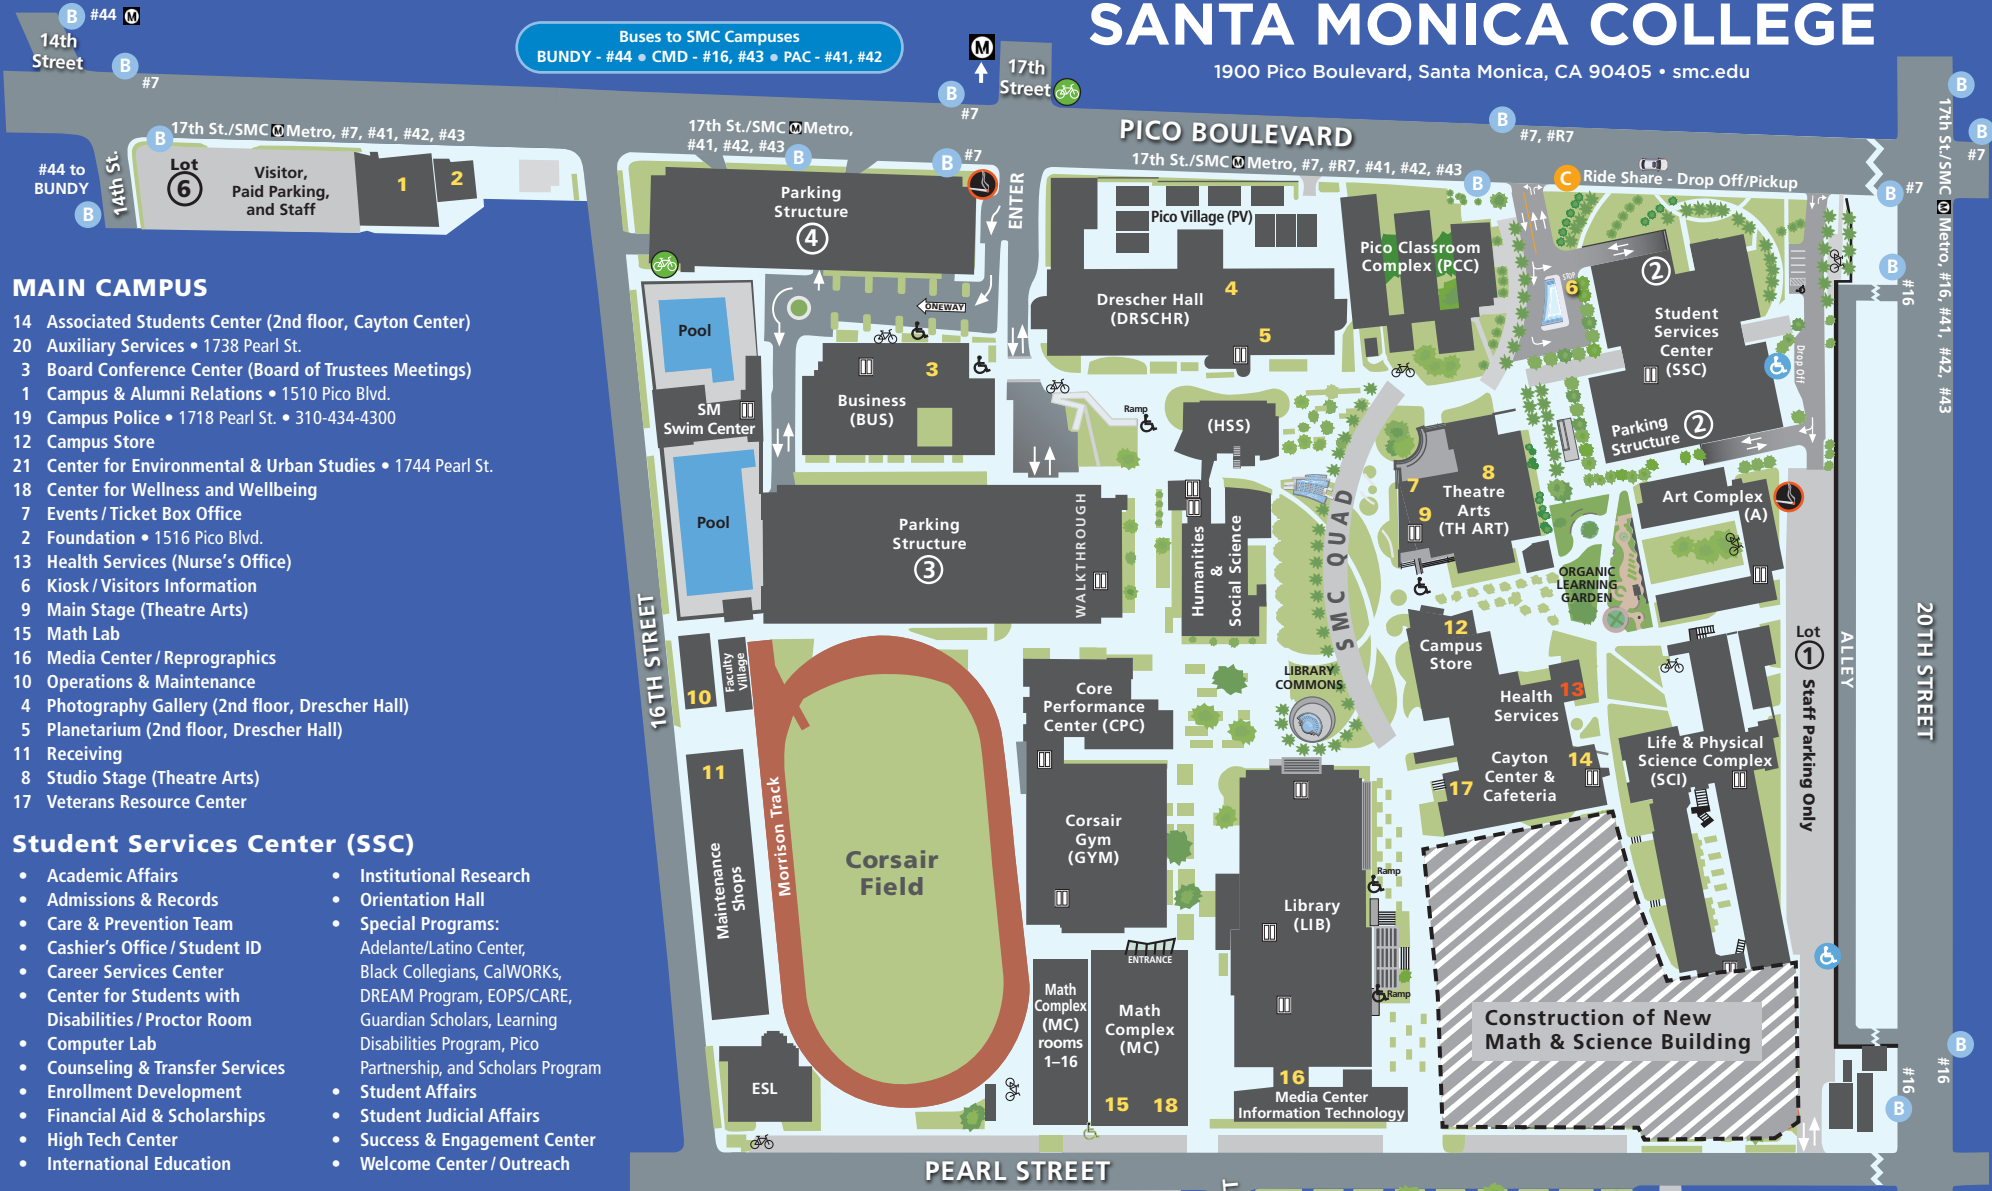 SANTA MONICA COLLEGE
1900 Pico Boulevard, Santa Monica, CA 90405 • smc.edu
Buses to SMC Campuses
BUNDY - #44 • CMD - #16, #43 • PAC - #41, #42
B #44 M
14th
Street
B
#7
M
17th
Street
B
#7
PICO BOULEVARD
B
#7, #R7
B
B
#7
17th St./SMC M Metro, #16, #41, #42, #43
B
17th St./SMC M Metro, #7, #41, #42, #43
17th St./SMC M Metro,
#41, #42, #43
B
B
#7
17th St./SMC M Metro, #7, #R7, #41, #42, #43
B
C Ride Share - Drop Off/Pickup
B
#7
#44 to
BUNDY
B
14th St.
Lot
6
Visitor,
Paid Parking,
and Staff
1
2
Parking
Structure
4
ENTER
ONEWAY
Pico Village (PV)
Drescher Hall
(DRSCHR)
4
5
Pico Classroom
Complex (PCC)
STOP
6
2
Student
Services
Center
(SSC)
Parking
Structure
2
Drop Off
B
#16
Pool
SM
Swim Center
Pool
Business
(BUS)
3
Ramp
(HSS)
Humanities
&
Social Science
Parking
Structure
3
WALKTHROUGH
SMC QUAD
7
8
9
Theatre
Arts
(TH ART)
Art Complex
(A)
ORGANIC
LEARNING
GARDEN
16TH STREET
20TH STREET
ALLEY
Lot
1
Staff Parking Only
10
Faculty
Village
11
Maintenance
Shops
Morrison Track
Corsair
Field
Core
Performance
Center (CPC)
Corsair
Gym
(GYM)
LIBRARY
COMMONS
12
Campus
Store
Health
Services
13
Cayton
Center &
Cafeteria
14
17
Life & Physical
Science Complex
(SCI)
Library
(LIB)
Ramp
Ramp
ENTRANCE
Math
Complex
(MC)
rooms
1–16
Math
Complex
(MC)
15
18
16
Media Center
Information Technology
Construction of New
Math & Science Building
ESL
B
#16
#16
B
PEARL STREET
MAIN CAMPUS
14 Associated Students Center (2nd floor, Cayton Center)
20 Auxiliary Services • 1738 Pearl St.
3 Board Conference Center (Board of Trustees Meetings)
1 Campus & Alumni Relations • 1510 Pico Blvd.
19 Campus Police • 1718 Pearl St. • 310-434-4300
12 Campus Store
21 Center for Environmental & Urban Studies • 1744 Pearl St.
18 Center for Wellness and Wellbeing
7 Events / Ticket Box Office
2 Foundation • 1516 Pico Blvd.
13 Health Services (Nurse's Office)
6 Kiosk / Visitors Information
9 Main Stage (Theatre Arts)
15 Math Lab
16 Media Center / Reprographics
10 Operations & Maintenance
4 Photography Gallery (2nd floor, Drescher Hall)
5 Planetarium (2nd floor, Drescher Hall)
11 Receiving
8 Studio Stage (Theatre Arts)
17 Veterans Resource Center
Student Services Center (SSC)
• Academic Affairs
• Admissions & Records
• Care & Prevention Team
• Cashier's Office / Student ID
• Career Services Center
• Center for Students with
Disabilities / Proctor Room
• Computer Lab
• Counseling & Transfer Services
• Enrollment Development
• Financial Aid & Scholarships
• High Tech Center
• International Education
• Institutional Research
• Orientation Hall
• Special Programs:
Adelante/Latino Center,
Black Collegians, CalWORKs,
DREAM Program, EOPS/CARE,
Guardian Scholars, Learning
Disabilities Program, Pico
Partnership, and Scholars Program
• Student Affairs
• Student Judicial Affairs
• Success & Engagement Center
• Welcome Center / Outreach